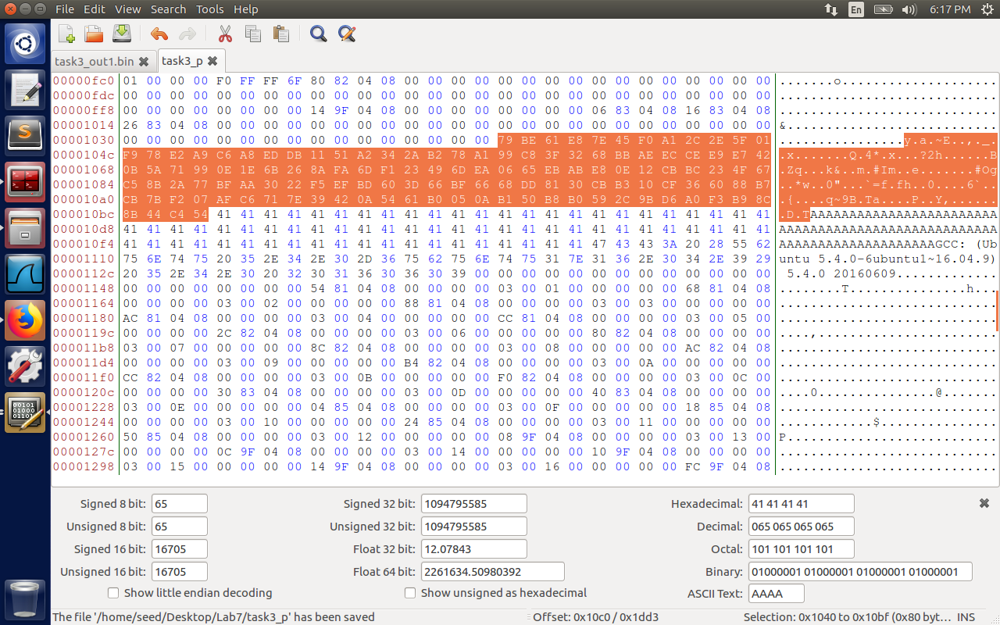 File Edit View Search Tools Help
En 6:17 PM
task3_out1.bin
task3_p
00000fc0 01 00 00 00 F0 FF FF 6F 80 82 04 08 00 00 00 00 00 00 00 00 00 00 00 00 00 00 00 00 .......o....................
00000fdc 00 00 00 00 00 00 00 00 00 00 00 00 00 00 00 00 00 00 00 00 00 00 00 00 00 00 00 00 ............................
00000ff8 00 00 00 00 00 00 00 00 14 9F 04 08 00 00 00 00 00 00 00 00 06 83 04 08 16 83 04 08 ............................
00001014 26 83 04 08 00 00 00 00 00 00 00 00 00 00 00 00 00 00 00 00 00 00 00 00 00 00 00 00 &...........................
00001030 00 00 00 00 00 00 00 00 00 00 00 00 00 00 00 00 79 BE 61 E8 7E 45 F0 A1 2C 2E 5F 01 ................y.a.~E..,._.
0000104c F9 78 E2 A9 C6 A8 ED DB 11 51 A2 34 2A B2 78 A1 99 C8 3F 32 68 BB AE EC CE E9 E7 42 .x.......Q.4*.x...?2h......B
00001068 0B 5A 71 99 0E 1E 6B 26 8A FA 6D F1 23 49 6D EA 06 65 EB AB E8 0E 12 CB BC 23 4F 67 .Zq...k&..m.#Im..e.......#Og
00001084 C5 8B 2A 77 BF AA 30 22 F5 EF BD 60 3D 66 BF 66 68 DD 81 30 CB B3 10 CF 36 60 88 B7 ..*w..0"...`=f.fh..0....6`..
000010a0 CB 7B F2 07 AF C6 71 7E 39 42 0A 54 61 B0 05 0A B1 50 B8 B0 59 2C 9B D6 A0 F3 B9 8C .{....q~9B.Ta....P..Y,......
000010bc 8B 44 C4 54 41 41 41 41 41 41 41 41 41 41 41 41 41 41 41 41 41 41 41 41 41 41 41 41 .D.TAAAAAAAAAAAAAAAAAAAAAAAA
000010d8 41 41 41 41 41 41 41 41 41 41 41 41 41 41 41 41 41 41 41 41 41 41 41 41 41 41 41 41 AAAAAAAAAAAAAAAAAAAAAAAAAAAA
000010f4 41 41 41 41 41 41 41 41 41 41 41 41 41 41 41 41 41 41 41 41 47 43 43 3A 20 28 55 62 AAAAAAAAAAAAAAAAAAAAGCC: (Ub
00001110 75 6E 74 75 20 35 2E 34 2E 30 2D 36 75 62 75 6E 74 75 31 7E 31 36 2E 30 34 2E 39 29 untu 5.4.0-6ubuntu1~16.04.9)
0000112c 20 35 2E 34 2E 30 20 32 30 31 36 30 36 30 39 00 00 00 00 00 00 00 00 00 00 00 00 00  5.4.0 20160609.............
00001148 00 00 00 00 00 00 00 00 54 81 04 08 00 00 00 00 03 00 01 00 00 00 00 00 68 81 04 08 ........T...............h...
00001164 00 00 00 00 03 00 02 00 00 00 00 00 88 81 04 08 00 00 00 00 03 00 03 00 00 00 00 00 ............................
00001180 AC 81 04 08 00 00 00 00 03 00 04 00 00 00 00 00 CC 81 04 08 00 00 00 00 03 00 05 00 ............................
0000119c 00 00 00 00 2C 82 04 08 00 00 00 00 03 00 06 00 00 00 00 00 80 82 04 08 00 00 00 00 ....,.......................
000011b8 03 00 07 00 00 00 00 00 8C 82 04 08 00 00 00 00 03 00 00 00 00 00 00 00 AC 82 04 08 ............................
000011d4 00 00 00 00 03 00 09 00 00 00 00 00 B4 82 04 08 00 00 00 00 03 00 0A 00 00 00 00 00 ............................
000011f0 CC 82 04 08 00 00 00 00 03 00 0B 00 00 00 00 00 F0 82 04 08 00 00 00 00 03 00 0C 00 ............................
0000120c 00 00 00 00 30 83 04 08 00 00 00 00 03 00 0D 00 00 00 00 00 40 83 04 08 00 00 00 00 ....0...............@.......
00001228 03 00 0E 00 00 00 00 00 04 85 04 08 00 00 00 00 03 00 0F 00 00 00 00 00 18 85 04 08 ............................
00001244 00 00 00 00 03 00 10 00 00 00 00 00 24 85 04 08 00 00 00 00 03 00 11 00 00 00 00 00 ............$...............
00001260 50 85 04 08 00 00 00 00 03 00 12 00 00 00 00 00 08 9F 04 08 00 00 00 00 03 00 13 00 P...........................
0000127c 00 00 00 00 0C 9F 04 08 00 00 00 00 03 00 14 00 00 00 00 00 10 9F 04 08 00 00 00 00 ............................
00001298 03 00 15 00 00 00 00 00 14 9F 04 08 00 00 00 00 03 00 16 00 00 00 00 00 FC 9F 04 08 ............................
Signed 8 bit: 65 Signed 32 bit: 1094795585 Hexadecimal: 41 41 41 41
Unsigned 8 bit: 65 Unsigned 32 bit: 1094795585 Decimal: 065 065 065 065
Signed 16 bit: 16705 Float 32 bit: 12.07843 Octal: 101 101 101 101
Unsigned 16 bit: 16705 Float 64 bit: 2261634.50980392 Binary: 01000001 01000001 01000001 01000001
Show little endian decoding Show unsigned as hexadecimal ASCII Text: AAAA
The file '/home/seed/Desktop/Lab7/task3_p' has been saved Offset: 0x10c0 / 0x1dd3 Selection: 0x1040 to 0x10bf (0x80 byt... INS